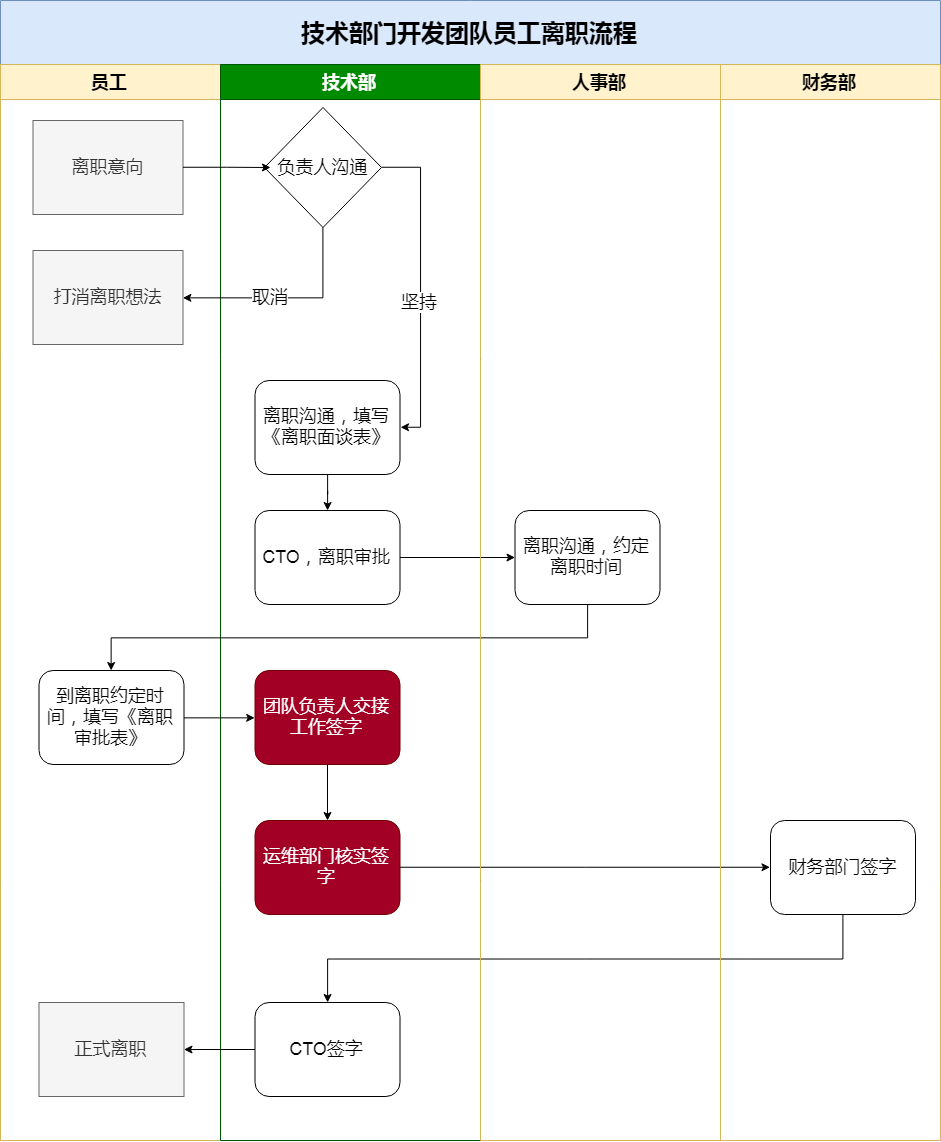 技术部门开发团队员工离职流程
员工
技术部
人事部
财务部
离职意向
负责人沟通
打消离职想法
取消
坚持
离职沟通，填写
《离职面谈表》
CTO，离职审批
离职沟通，约定
离职时间
到离职约定时
间，填写《离职
审批表》
团队负责人交接
工作签字
运维部门核实签
字
财务部门签字
正式离职
CTO签字